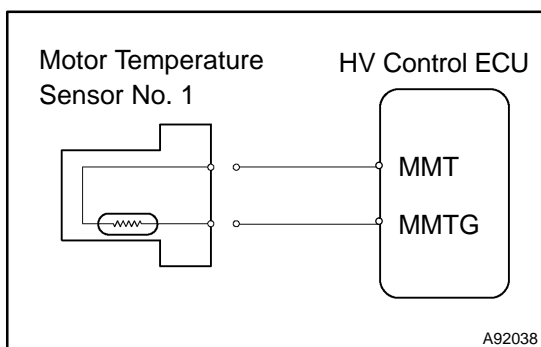 Motor Temperature
Sensor No. 1
HV Control ECU
MMT
MMTG
A92038